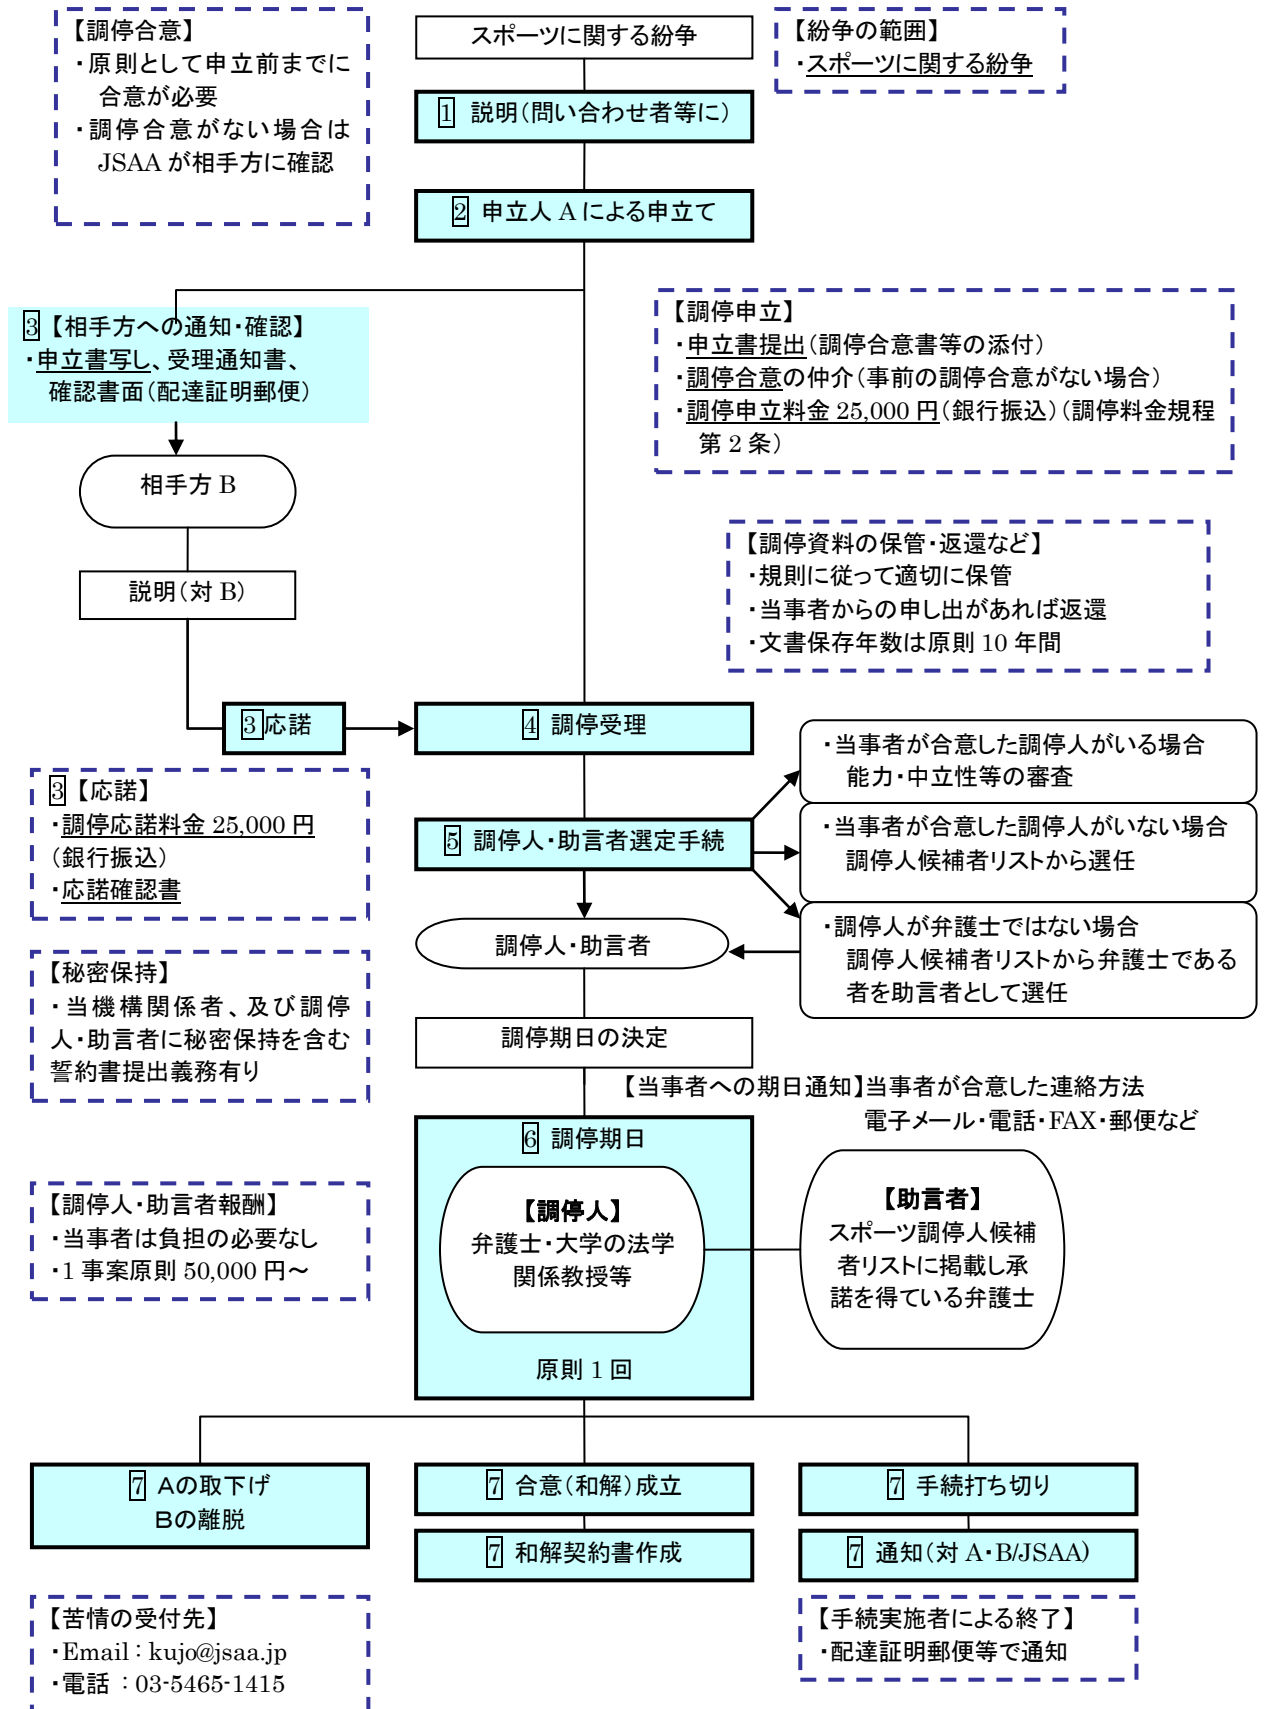 【調停合意】
・原則として申立前までに
合意が必要
・調停合意がない場合は
JSAA が相手方に確認
スポーツに関する紛争
【紛争の範囲】
・スポーツに関する紛争
1 説明(問い合わせ者等に)
2 申立人 A による申立て
3【相手方への通知・確認】
・申立書写し、受理通知書、
確認書面(配達証明郵便)
【調停申立】
・申立書提出(調停合意書等の添付)
・調停合意の仲介(事前の調停合意がない場合)
・調停申立料金 25,000 円(銀行振込)(調停料金規程
第 2 条)
相手方 B
説明(対 B)
【調停資料の保管・返還など】
・規則に従って適切に保管
・当事者からの申し出があれば返還
・文書保存年数は原則 10 年間
3 応諾
4 調停受理
3【応諾】
・調停応諾料金 25,000 円
(銀行振込)
・応諾確認書
5 調停人・助言者選定手続
・当事者が合意した調停人がいる場合
能力・中立性等の審査
・当事者が合意した調停人がいない場合
調停人候補者リストから選任
・調停人が弁護士ではない場合
調停人候補者リストから弁護士である
者を助言者として選任
調停人・助言者
【秘密保持】
・当機構関係者、及び調停
人・助言者に秘密保持を含む
誓約書提出義務有り
調停期日の決定
【当事者への期日通知】当事者が合意した連絡方法
電子メール・電話・FAX・郵便など
6 調停期日
【調停人】
弁護士・大学の法学
関係教授等
原則 1 回
【助言者】
スポーツ調停人候補
者リストに掲載し承
諾を得ている弁護士
【調停人・助言者報酬】
・当事者は負担の必要なし
・1 事案原則 50,000 円~
7 Aの取下げ
Bの離脱
7 合意(和解)成立
7 和解契約書作成
7 手続打ち切り
7 通知(対 A・B/JSAA)
【苦情の受付先】
・Email : kujo@jsaa.jp
・電話 : 03-5465-1415
【手続実施者による終了】
・配達証明郵便等で通知